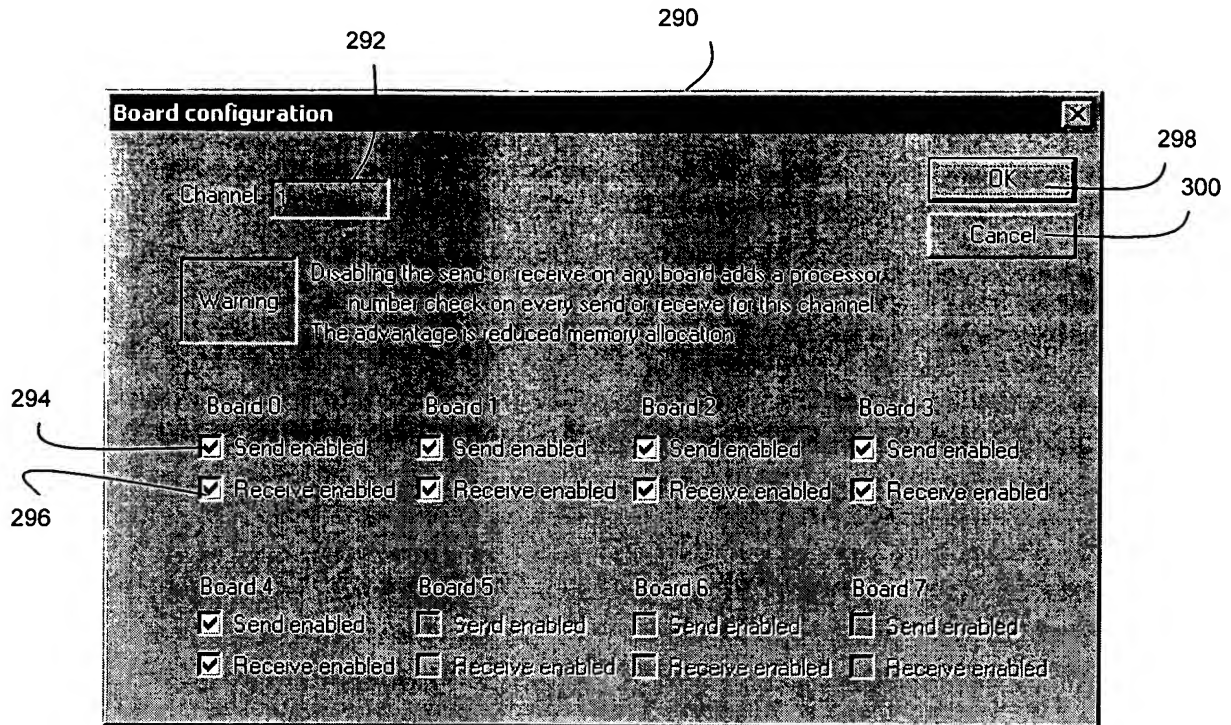 290
292
Board configuration
298
Channel 1
OK
300
Cancel
Warning
Disabling the send or receive on any board adds a processor
number check on every send or receive for this channel.
The advantage is reduced memory allocation.
294
Board 0 Board 1 Board 2 Board 3
Send enabled Send enabled Send enabled Send enabled
Receive enabled Receive enabled Receive enabled Receive enabled
296
Board 4 Board 5 Board 6 Board 7
Send enabled Send enabled Send enabled Send enabled
Receive enabled Receive enabled Receive enabled Receive enabled